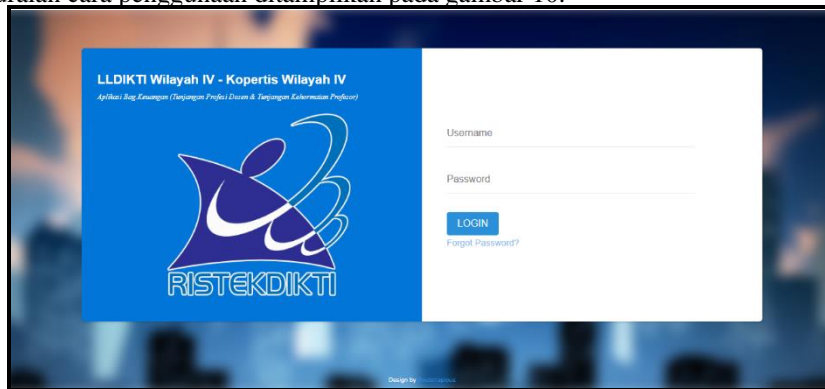 uraian cara penggunaan ditampilkan pada gambar 10.
LLDIKTI Wilayah IV - Kopertis Wilayah IV
Aplikasi Bag Keuangan (Tunjangan Profesi Dosen & Tunjangan Kehormatan Profesor)
RISTEKDIKTI
Username
Password
LOGIN
Forgot Password?
Design by